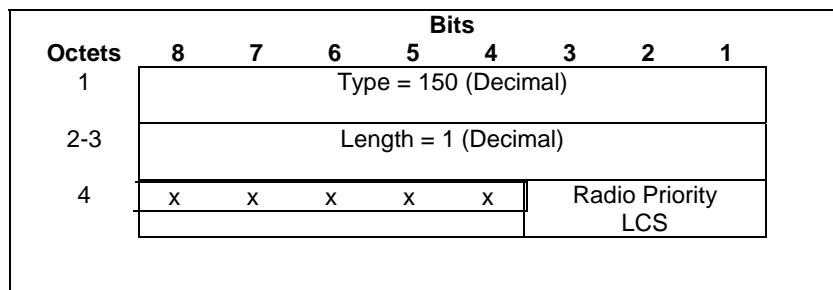 Bits
Octets 8 7 6 5 4 3 2 1
1 Type = 150 (Decimal)
2-3 Length = 1 (Decimal)
4 x x x x x Radio Priority
LCS